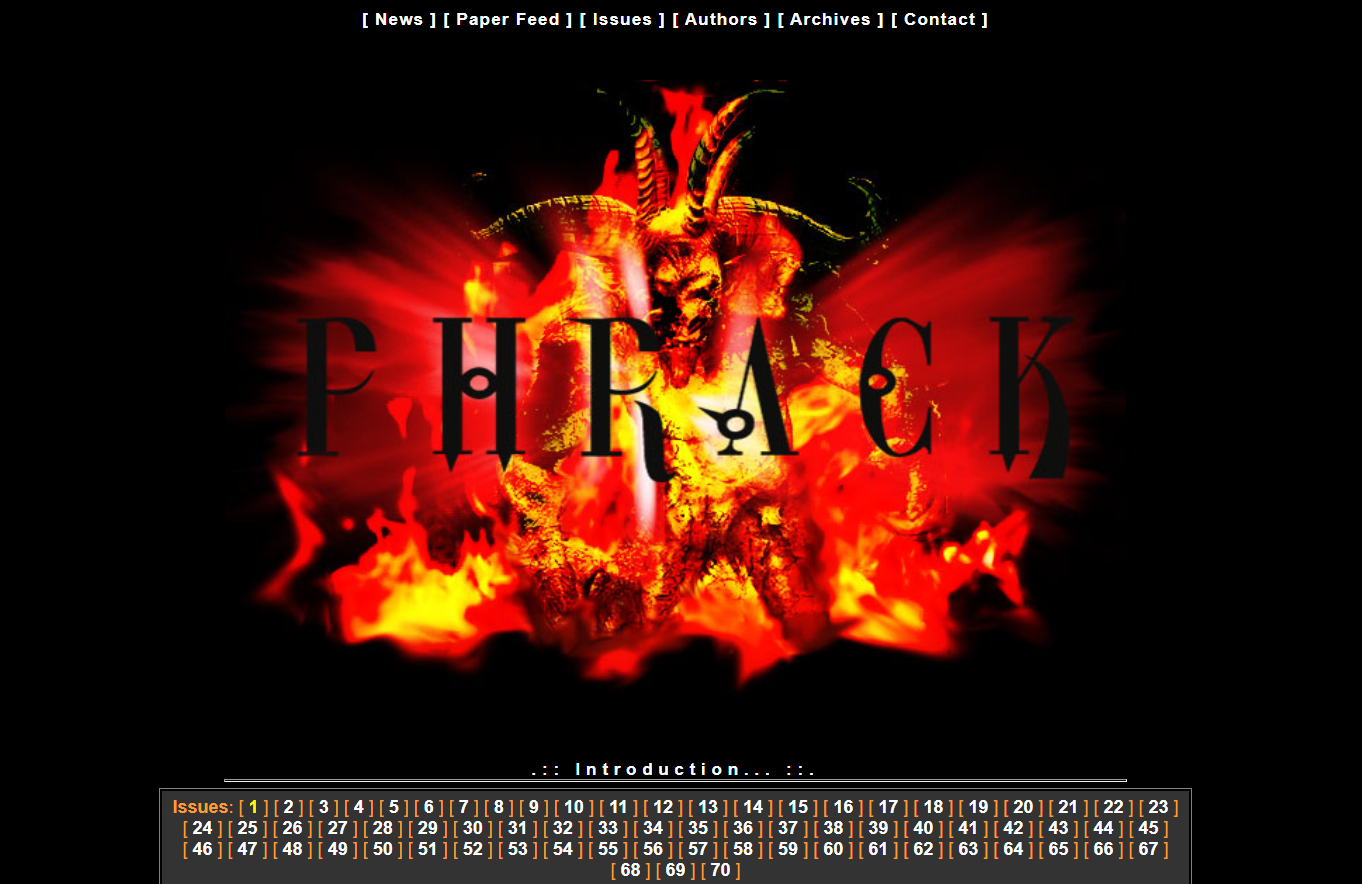 [ News ] [ Paper Feed ] [ Issues ] [ Authors ] [ Archives ] [ Contact ]
PHRACK
.:: Introduction... ::.
Issues: [ 1 ] [ 2 ] [ 3 ] [ 4 ] [ 5 ] [ 6 ] [ 7 ] [ 8 ] [ 9 ] [ 10 ] [ 11 ] [ 12 ] [ 13 ] [ 14 ] [ 15 ] [ 16 ] [ 17 ] [ 18 ] [ 19 ] [ 20 ] [ 21 ] [ 22 ] [ 23 ]
[ 24 ] [ 25 ] [ 26 ] [ 27 ] [ 28 ] [ 29 ] [ 30 ] [ 31 ] [ 32 ] [ 33 ] [ 34 ] [ 35 ] [ 36 ] [ 37 ] [ 38 ] [ 39 ] [ 40 ] [ 41 ] [ 42 ] [ 43 ] [ 44 ] [ 45 ]
[ 46 ] [ 47 ] [ 48 ] [ 49 ] [ 50 ] [ 51 ] [ 52 ] [ 53 ] [ 54 ] [ 55 ] [ 56 ] [ 57 ] [ 58 ] [ 59 ] [ 60 ] [ 61 ] [ 62 ] [ 63 ] [ 64 ] [ 65 ] [ 66 ] [ 67 ]
[ 68 ] [ 69 ] [ 70 ]